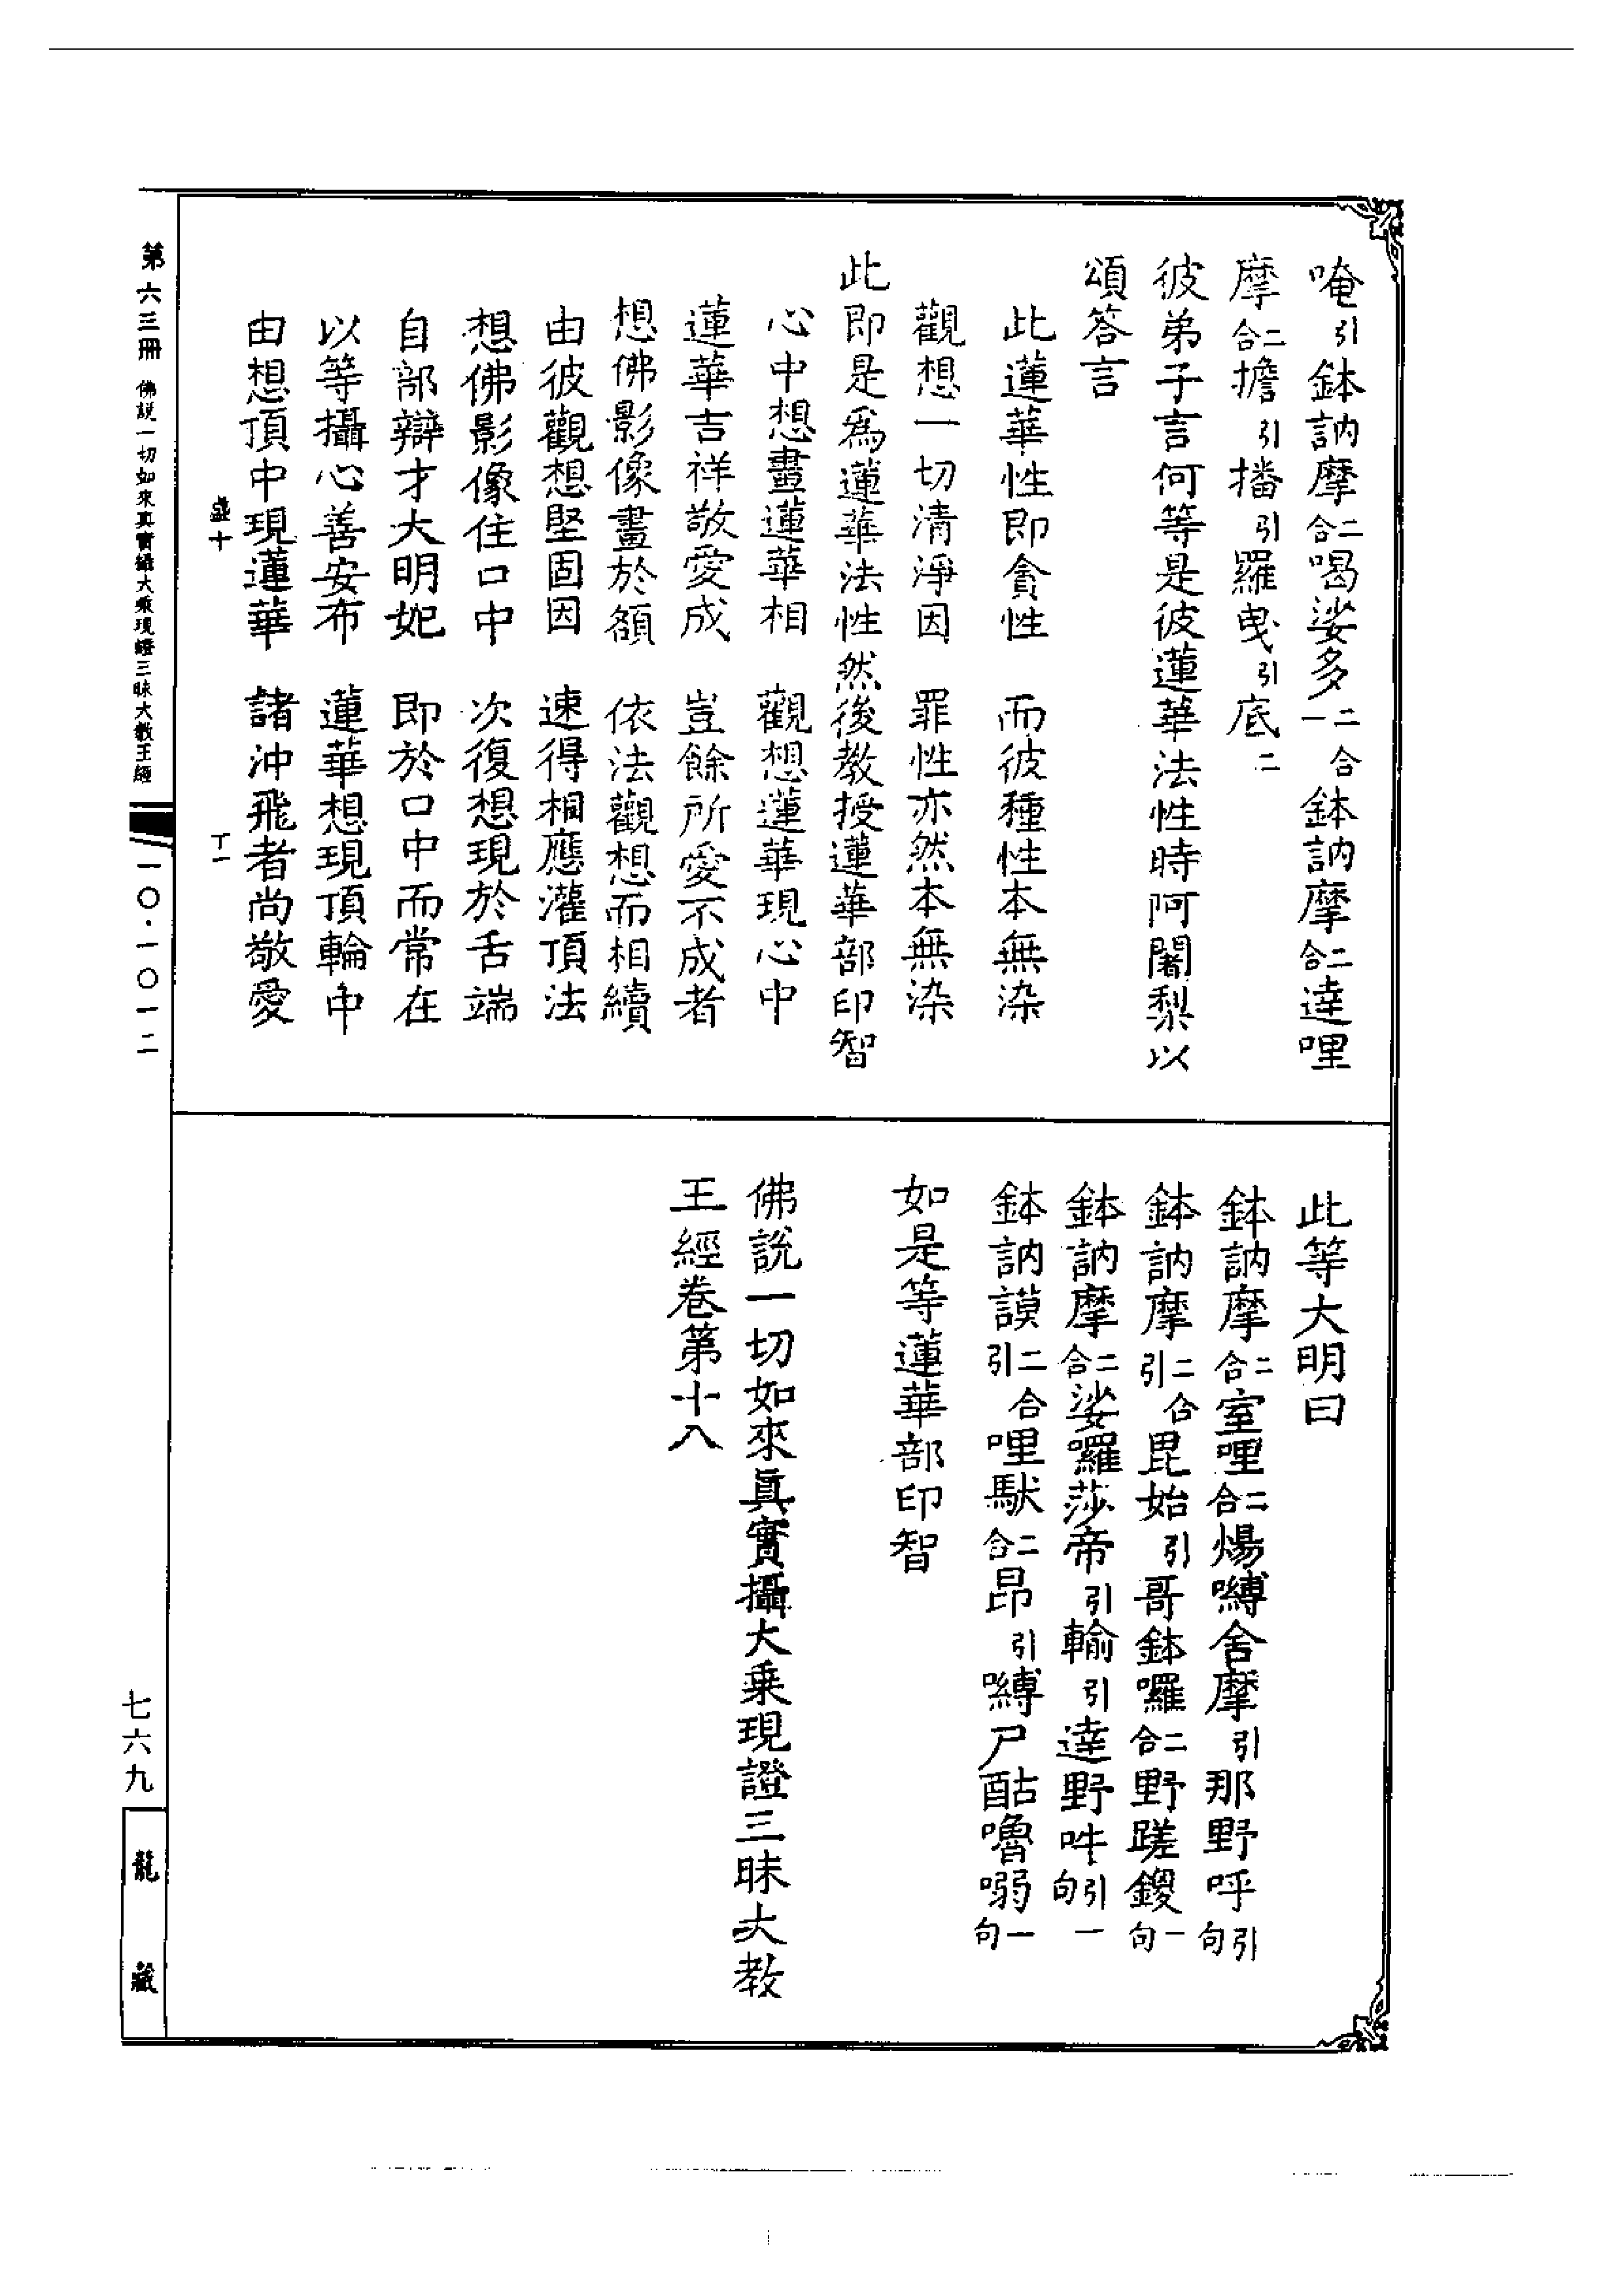 唵引鉢訥摩二合喝娑多二合一鉢訥摩二合達哩
摩二合擔引播引羅曳引底二
彼弟子言何等是彼蓮華法性時阿闍梨以
頌答言
此蓮華性即貪性　而彼種性本無染
觀想一切清淨因　罪性亦然本無染
此即是爲蓮華法性然後教授蓮華部印智
心中想畫蓮華相　觀想蓮華現心中
蓮華吉祥敬愛成　豈餘所愛不成者
想佛影像畫於額　依法觀想而相續
由彼觀想堅固因　速得相應灌頂法
想佛影像住口中　次復想現於舌端
自部辯才大明妃　即於口中而常在
以等攝心善安布　蓮華想現頂輪中
由想頂中現蓮華　諸沖飛者尚敬愛
盛十　丁一
此等大明曰
鉢訥摩二合室哩二合煬嚩舍摩引那野呼引句
鉢訥摩二合引毘始引哥鉢囉二合野蹉鑁一句
鉢訥摩二合娑囉莎帝引輸引達野吽引一句
鉢訥謨二合引哩馱二合昂引嚩尸酤嚕嗍一句
如是等蓮華部印智
佛說一切如來真實攝大乗現證三昧大教
王經卷第十八
第六三冊　佛說一切如來真實攝大乗現證三昧大教王經　一〇·一〇一二
七六九
龍藏